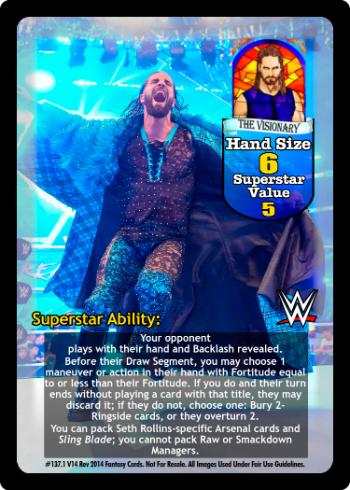 THE VISIONARY
Hand Size
6
Superstar
Value
5
W
Superstar Ability:
Your opponent
plays with their hand and Backlash revealed.
Before their Draw Segment, you may choose 1
maneuver or action in their hand with Fortitude equal
to or less than their Fortitude. If you do and their turn
ends without playing a card with that title, they may
discard it; if they do not, choose one: Bury 2-
Ringside cards, or they overturn 2.
You can pack Seth Rollins-specific Arsenal cards and
Sling Blade; you cannot pack Raw or Smackdown
Managers.
#137.1 V14 Rev 2014 Fantasy Cards. Not For Resale. All Images Used Under Fair Use Guidelines.